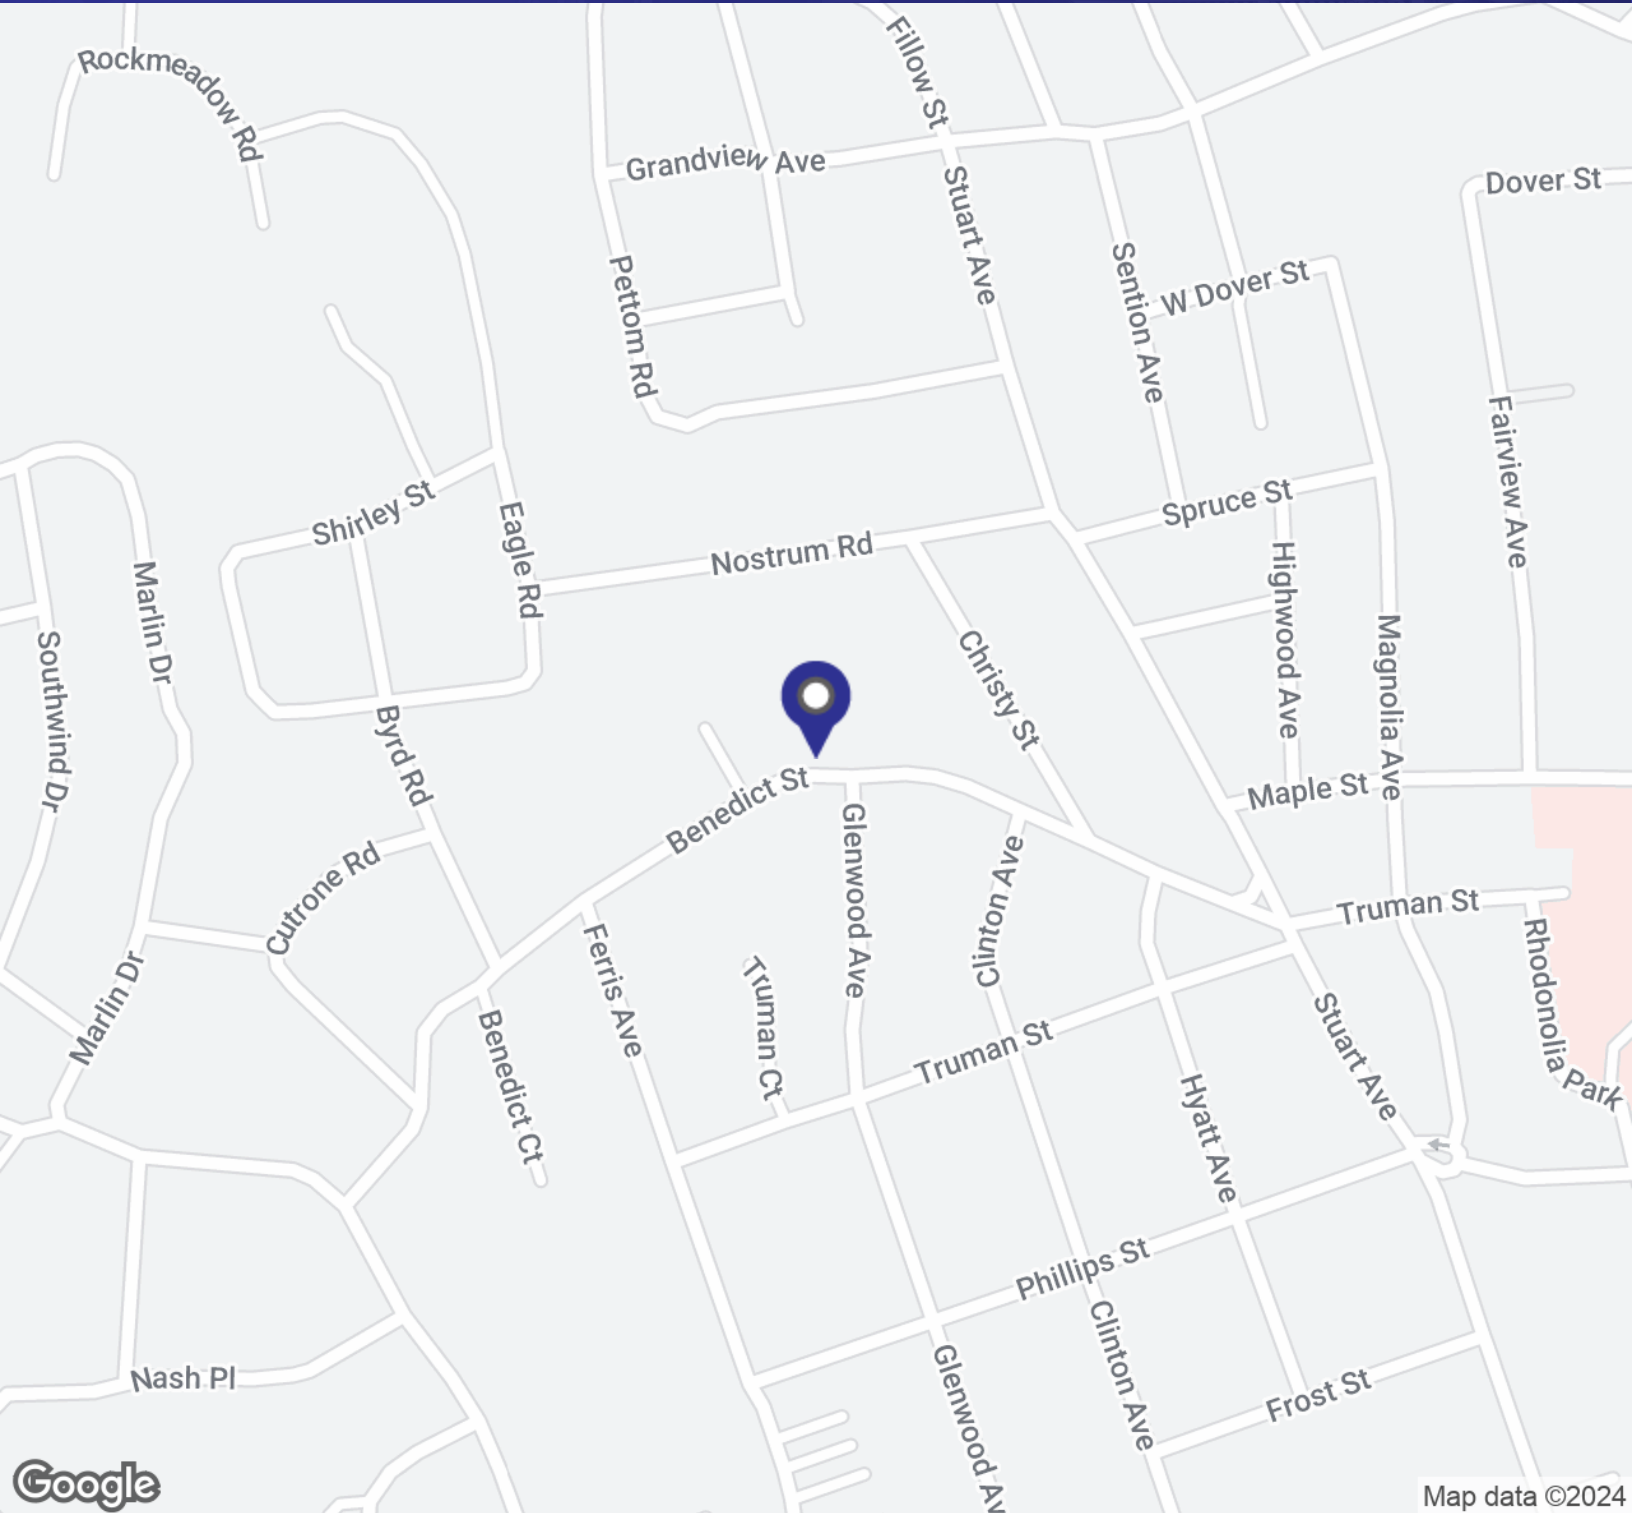 Fillow St
Rockmeadow Rd
Grandview Ave
Dover St
Stuart Ave
Sention Ave
W Dover St
Pettom Rd
Fairview Ave
Shirley St
Spruce St
Eagle Rd
Nostrum Rd
Highwood Ave
Marlin Dr
Southwind Dr
Christy St
Magnolia Ave
Byrd Rd
Benedict St
Maple St
Glenwood Ave
Clinton Ave
Cutrone Rd
Truman St
Ferris Ave
Rhodonolia Park
Marlin Dr
Truman Ct
Benedict Ct
Truman St
Stuart Ave
Hyatt Ave
Phillips St
Clinton Ave
Nash Pl
Glenwood Av
Frost St
Google
Map data ©2024